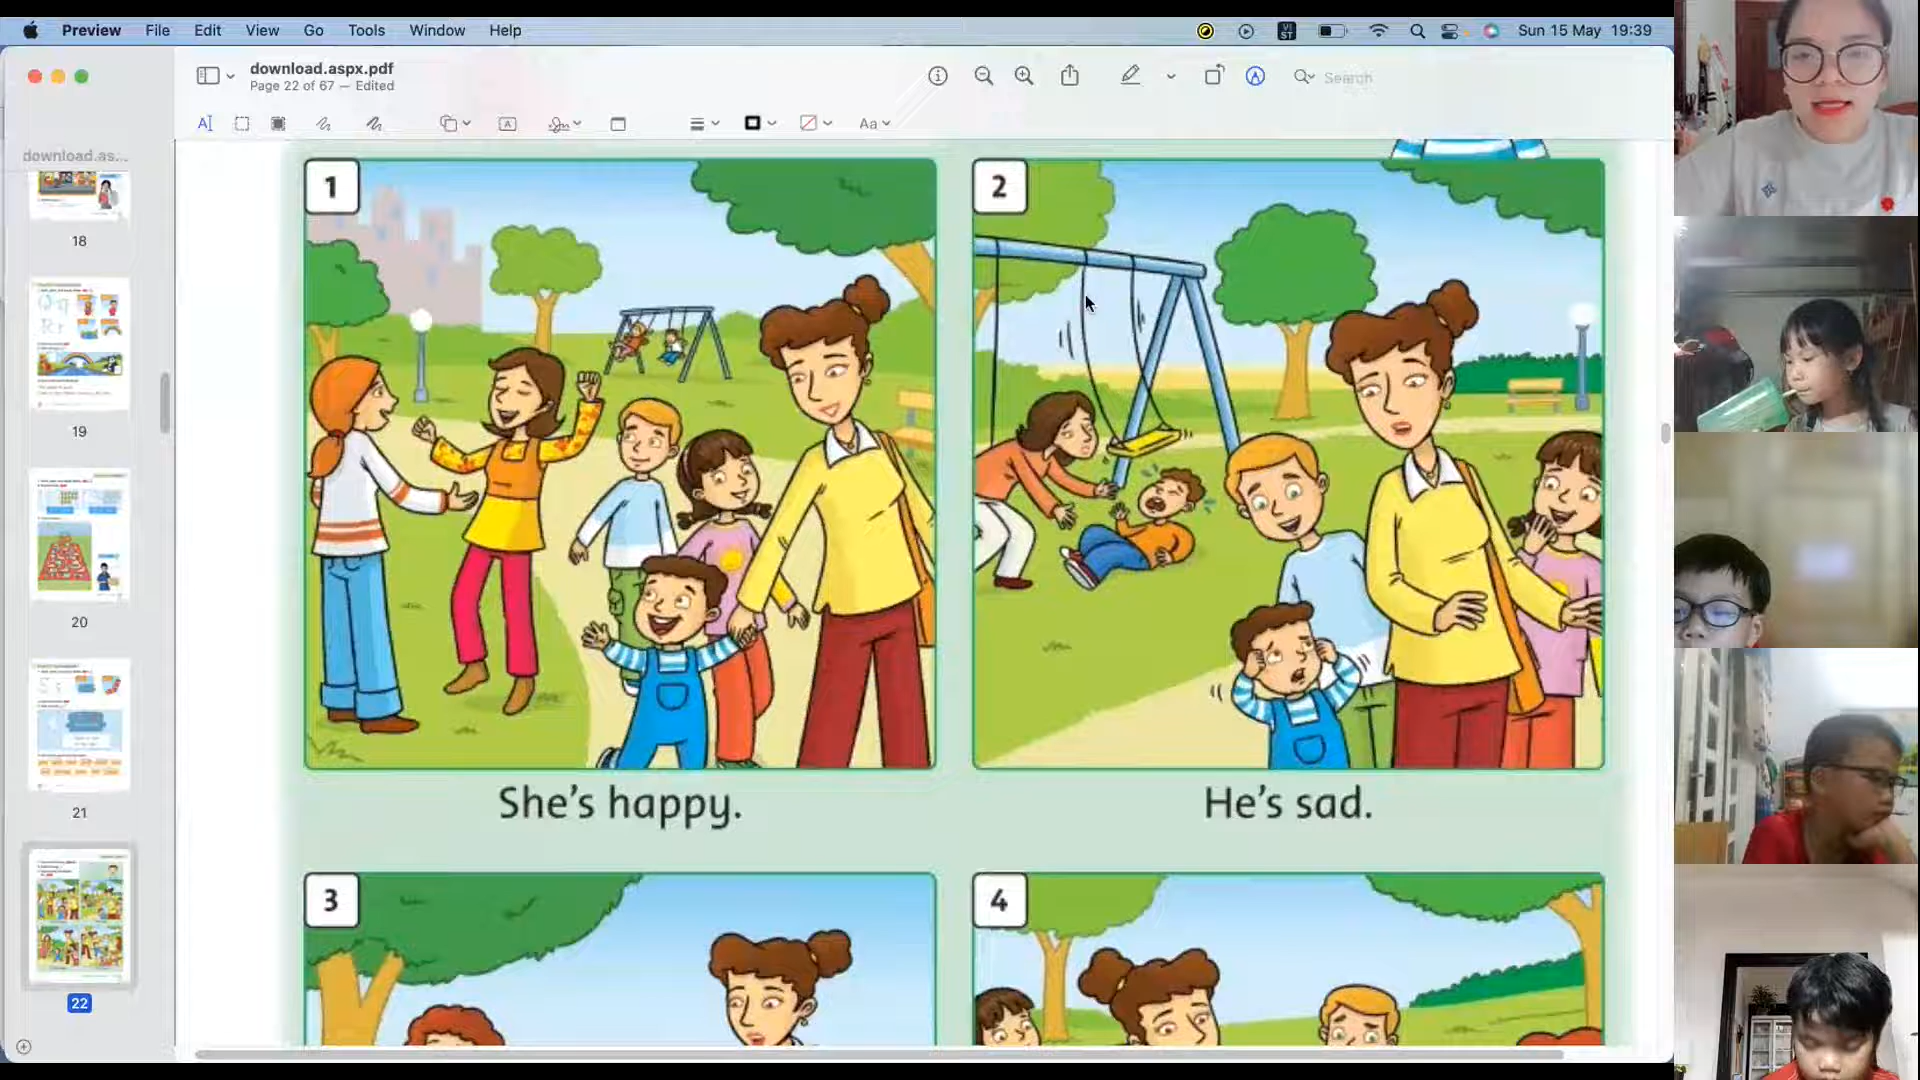 Preview File Edit View Go Tools Window Help
VI
ST
Sun 15 May 19:39
download.aspx.pdf
Page 22 of 67 — Edited
Search
A
Aa
download.as...
18
19
20
21
22
1
2
She's happy.
He's sad.
3
4